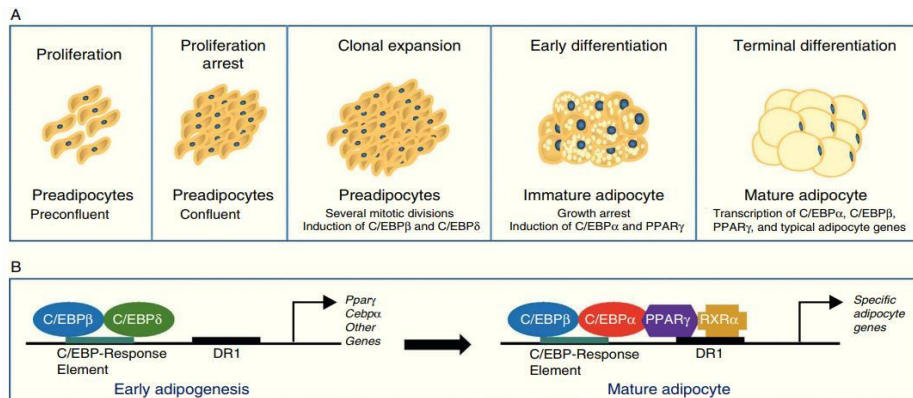 A
Proliferation
Preadipocytes
Preconfluent
Proliferation
arrest
Preadipocytes
Confluent
Clonal expansion
Preadipocytes
Several mitotic divisions
Induction of C/EBPβ and C/EBPδ
Early differentiation
Immature adipocyte
Growth arrest
Induction of C/EBPα and PPARγ
Terminal differentiation
Mature adipocyte
Transcription of C/EBPα, C/EBPβ,
PPARγ, and typical adipocyte genes
B
C/EBPβ
C/EBPδ
C/EBP-Response
Element
DR1
Pparγ
Cebpα
Other
Genes
Early adipogenesis
C/EBPβ
C/EBPα
PPARγ
RXRα
C/EBP-Response
Element
DR1
Specific
adipocyte
genes
Mature adipocyte